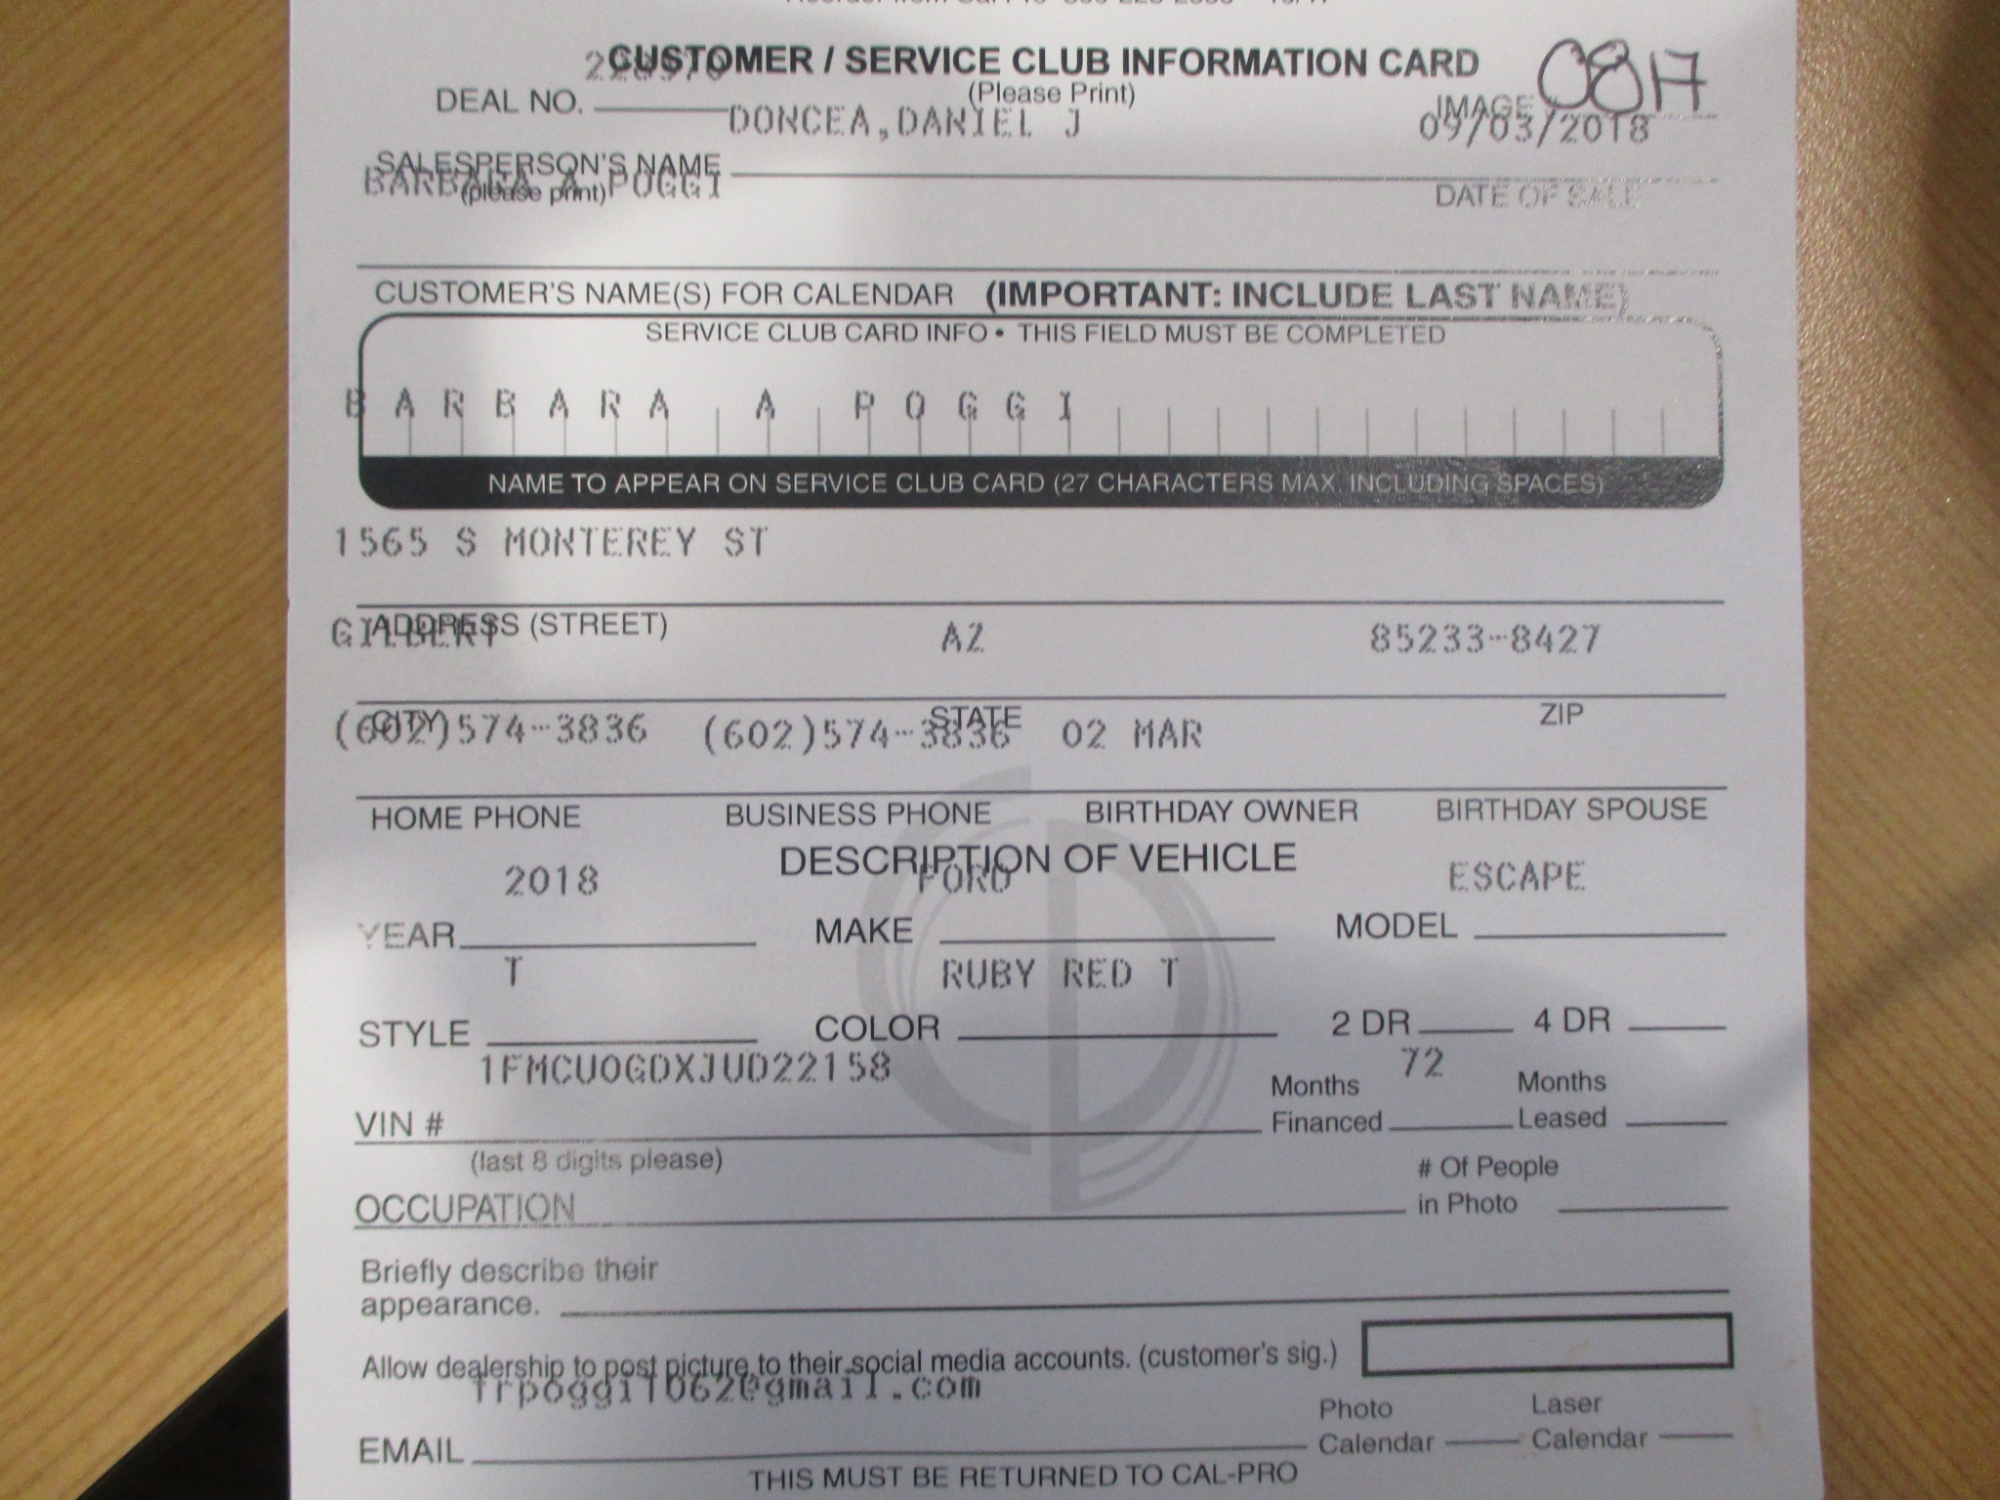 CUSTOMER / SERVICE CLUB INFORMATION CARD
(Please Print)
DEAL NO.
DONCEA,DANIEL J
IMAGE 0817
09/03/2018
SALESPERSON'S NAME
(please print)
BARBARA A POGGI
DATE OF SALE
CUSTOMER'S NAME(S) FOR CALENDAR (IMPORTANT: INCLUDE LAST NAME)
SERVICE CLUB CARD INFO • THIS FIELD MUST BE COMPLETED
BARBARA A POGGI
NAME TO APPEAR ON SERVICE CLUB CARD (27 CHARACTERS MAX. INCLUDING SPACES)
1565 S MONTEREY ST
ADDRESS (STREET)
GILBERT AZ 85233-8427
CITY STATE ZIP
(602)574-3836 (602)574-3836 02 MAR
HOME PHONE BUSINESS PHONE BIRTHDAY OWNER BIRTHDAY SPOUSE
DESCRIPTION OF VEHICLE
2018 FORD ESCAPE
YEAR MAKE MODEL
T RUBY RED T
STYLE COLOR 2 DR 4 DR
1FMCU0GDXJUD22158 72
VIN # Months Financed Months Leased
(last 8 digits please)
OCCUPATION # Of People in Photo
Briefly describe their
appearance.
Allow dealership to post picture to their social media accounts. (customer's sig.)
EMAIL Photo Calendar Laser Calendar
THIS MUST BE RETURNED TO CAL-PRO